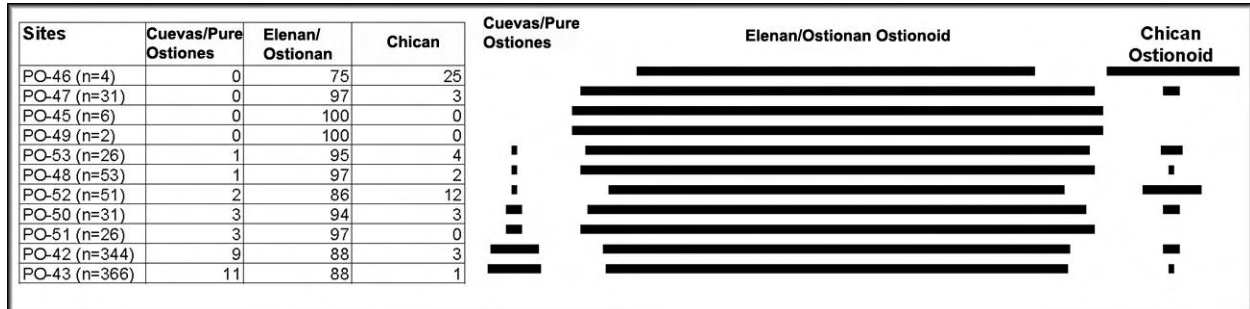 Sites Cuevas/Pure Ostiones Elenan/ Ostionan Chican
PO-46 (n=4) 0 75 25
PO-47 (n=31) 0 97 3
PO-45 (n=6) 0 100 0
PO-49 (n=2) 0 100 0
PO-53 (n=26) 1 95 4
PO-48 (n=53) 1 97 2
PO-52 (n=51) 2 86 12
PO-50 (n=31) 3 94 3
PO-51 (n=26) 3 97 0
PO-42 (n=344) 9 88 3
PO-43 (n=366) 11 88 1
Cuevas/Pure
Ostiones
Elenan/Ostionan Ostionoid
Chican
Ostionoid